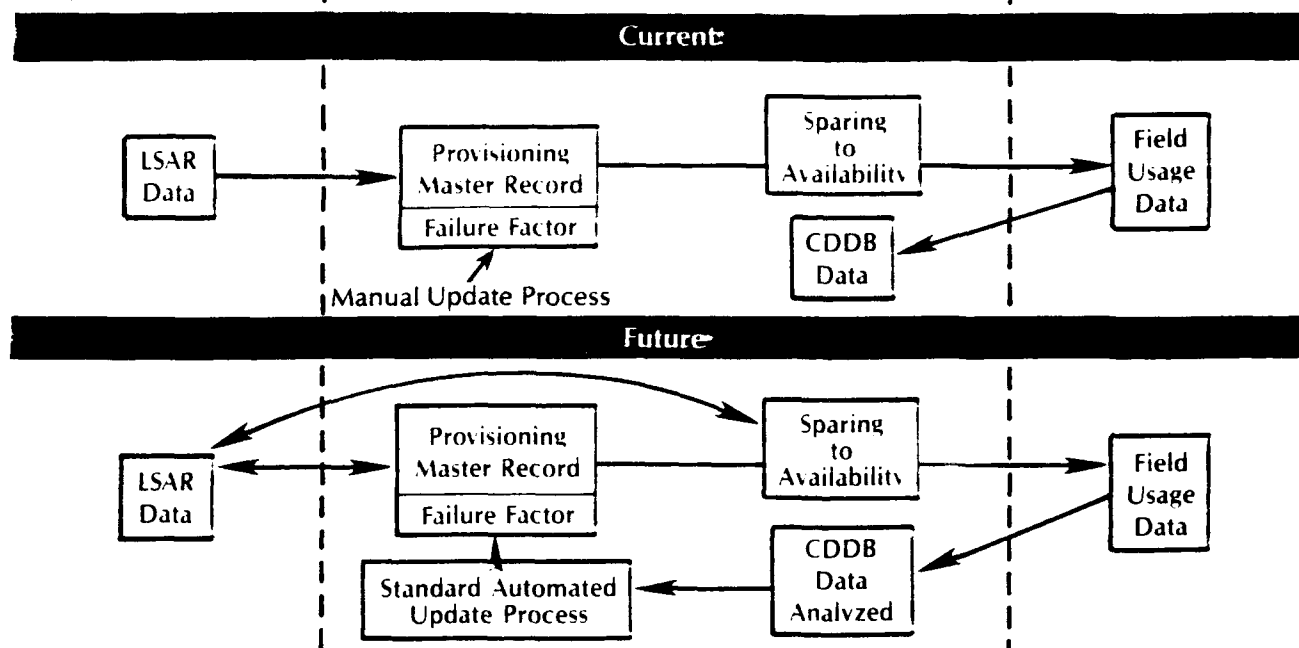 Current
LSAR
Data
Provisioning
Master Record
Failure Factor
Manual Update Process
Sparing
to
Availability
CDDB
Data
Field
Usage
Data
Future
LSAR
Data
Provisioning
Master Record
Failure Factor
Standard Automated
Update Process
Sparing
to
Availability
CDDB
Data
Analyzed
Field
Usage
Data